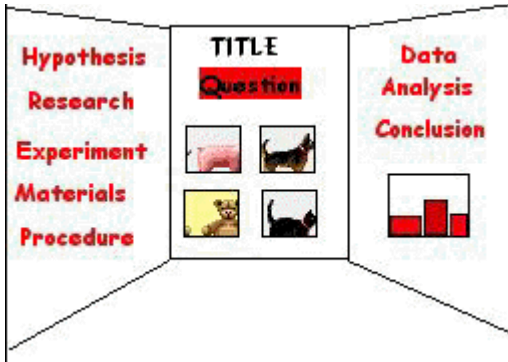 Hypothesis
Research
Experiment
Materials
Procedure
TITLE
Question
Data
Analysis
Conclusion